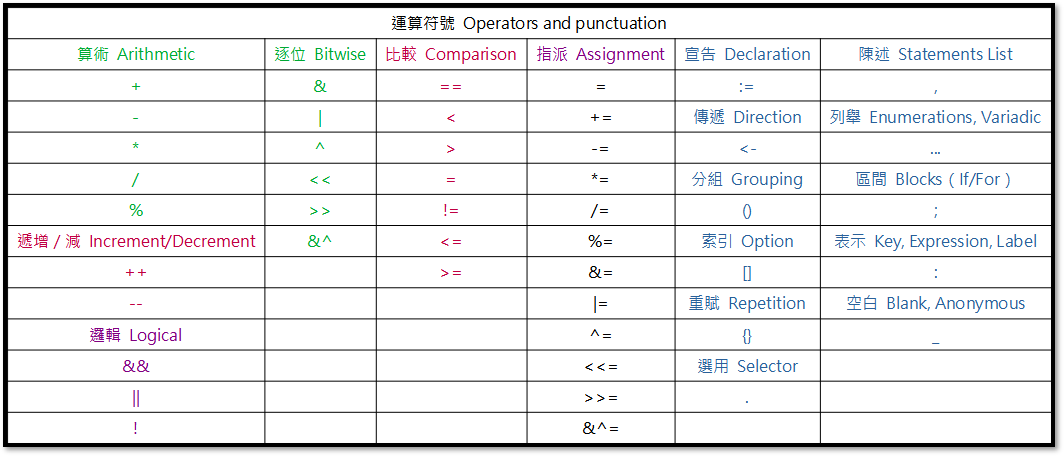 運算符號 Operators and punctuation
算術 Arithmetic 逐位 Bitwise 比較 Comparison 指派 Assignment 宣告 Declaration 陳述 Statements List
+ & == = := ,
- | < += 傳遞 Direction 列舉 Enumerations, Variadic
* ^ > -= <- ...
/ << = *= 分組 Grouping 區間 Blocks ( If/For )
% >> != /= () ;
遞增 / 減 Increment/Decrement &^ <= %= 索引 Option 表示 Key, Expression, Label
++ >= &= [] :
-- |= 重賦 Repetition 空白 Blank, Anonymous
邏輯 Logical ^= {} _
&& <<= 選用 Selector
|| >>= .
! &^=